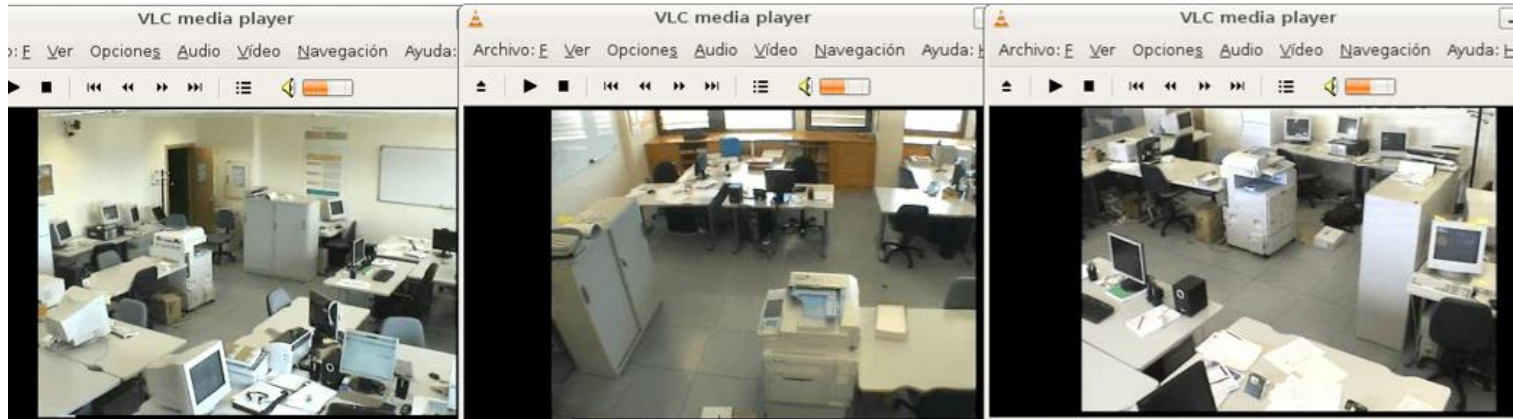 VLC media player
o: F Ver Opciones Audio Vídeo Navegación Ayuda:
VLC media player
Archivo: F Ver Opciones Audio Vídeo Navegación Ayuda: H
VLC media player
Archivo: F Ver Opciones Audio Vídeo Navegación Ayuda: H